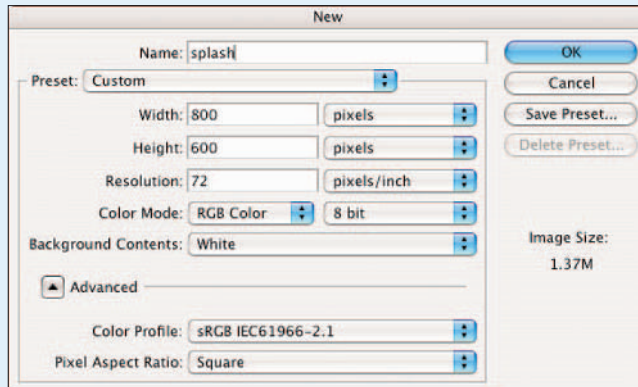 New
Name: splash
OK
Preset: Custom
Cancel
Width: 800 pixels
Save Preset...
Height: 600 pixels
Delete Preset...
Resolution: 72 pixels/inch
Color Mode: RGB Color 8 bit
Background Contents: White
Image Size:
1.37M
Advanced
Color Profile: sRGB IEC61966-2.1
Pixel Aspect Ratio: Square